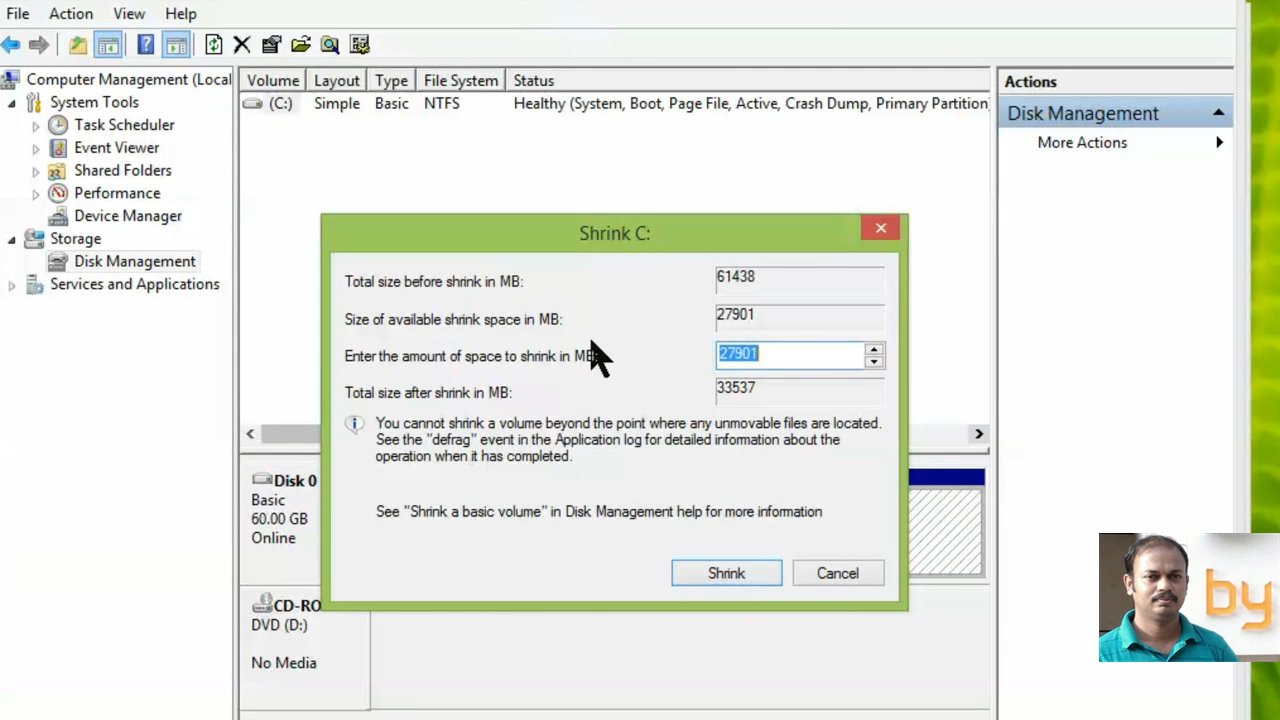 File Action View Help
Computer Management (Local
System Tools
Task Scheduler
Event Viewer
Shared Folders
Performance
Device Manager
Storage
Disk Management
Services and Applications
Volume Layout Type File System Status
(C:) Simple Basic NTFS Healthy (System, Boot, Page File, Active, Crash Dump, Primary Partition)
Actions
Disk Management
More Actions
Shrink C:
Total size before shrink in MB: 61438
Size of available shrink space in MB: 27901
Enter the amount of space to shrink in MB: 27901
Total size after shrink in MB: 33537
You cannot shrink a volume beyond the point where any unmovable files are located.
See the "defrag" event in the Application log for detailed information about the
operation when it has completed.
See "Shrink a basic volume" in Disk Management help for more information
Shrink Cancel
Disk 0
Basic
60.00 GB
Online
CD-RO
DVD (D:)
No Media
by